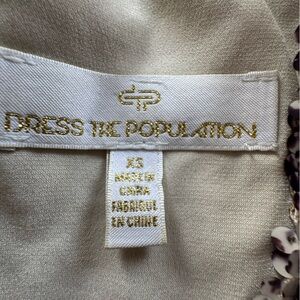 DRESS THE POPULATION
XS
MADE IN
CHINA
FABRIQUÉ
EN CHINE